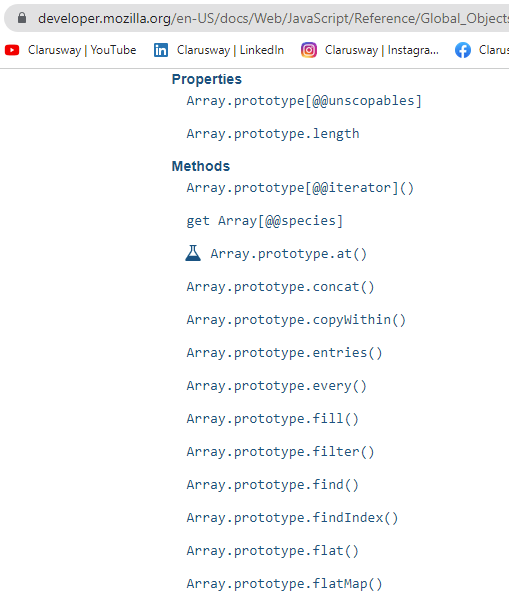 developer.mozilla.org/en-US/docs/Web/JavaScript/Reference/Global_Objects
Clarusway | YouTube Clarusway | LinkedIn Clarusway | Instagra... Clarus
Properties
Array.prototype[@@unscopables]
Array.prototype.length
Methods
Array.prototype[@@iterator]()
get Array[@@species]
Array.prototype.at()
Array.prototype.concat()
Array.prototype.copyWithin()
Array.prototype.entries()
Array.prototype.every()
Array.prototype.fill()
Array.prototype.filter()
Array.prototype.find()
Array.prototype.findIndex()
Array.prototype.flat()
Array.prototype.flatMap()